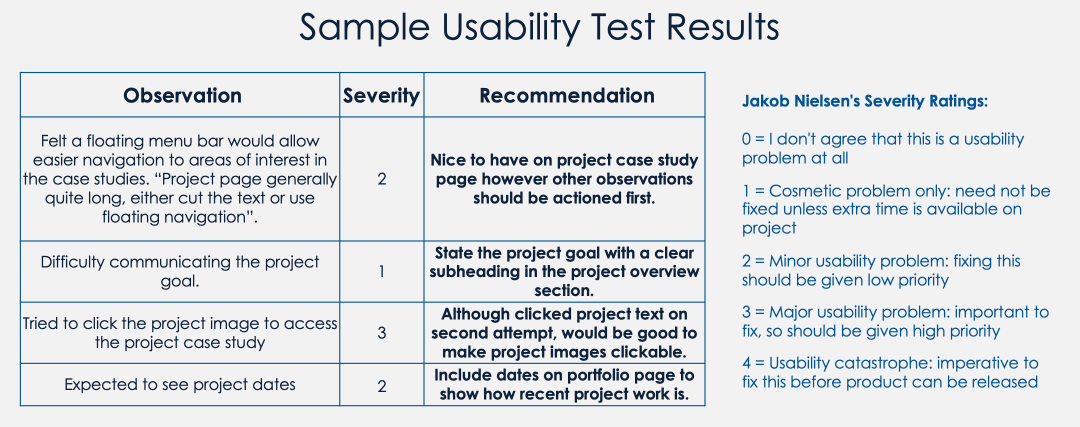 Sample Usability Test Results
Observation
Severity
Recommendation
Felt a floating menu bar would allow
easier navigation to areas of interest in
the case studies. “Project page generally
quite long, either cut the text or use
floating navigation”.
2
Nice to have on project case study
page however other observations
should be actioned first.
Difficulty communicating the project
goal.
1
State the project goal with a clear
subheading in the project overview
section.
Tried to click the project image to access
the project case study
3
Although clicked project text on
second attempt, would be good to
make project images clickable.
Expected to see project dates
2
Include dates on portfolio page to
show how recent project work is.
Jakob Nielsen's Severity Ratings:
0 = I don't agree that this is a usability
problem at all
1 = Cosmetic problem only: need not be
fixed unless extra time is available on
project
2 = Minor usability problem: fixing this
should be given low priority
3 = Major usability problem: important to
fix, so should be given high priority
4 = Usability catastrophe: imperative to
fix this before product can be released